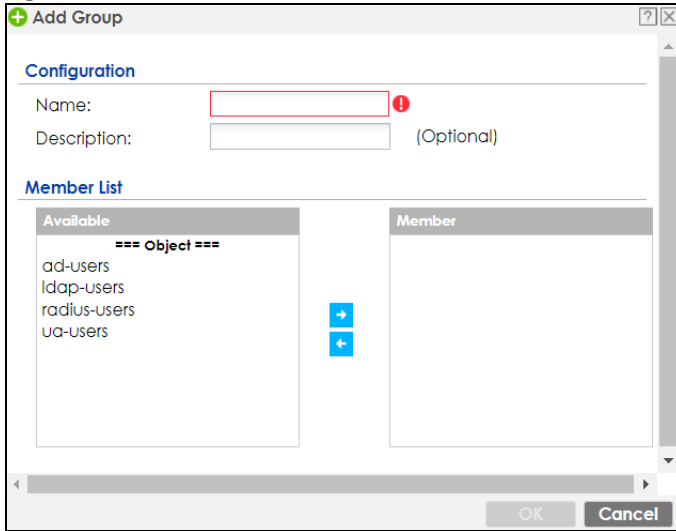 Add Group
?
Configuration
Name:
Description: (Optional)
Member List
Available
Member
=== Object ===
ad-users
ldap-users
radius-users
ua-users
OK
Cancel